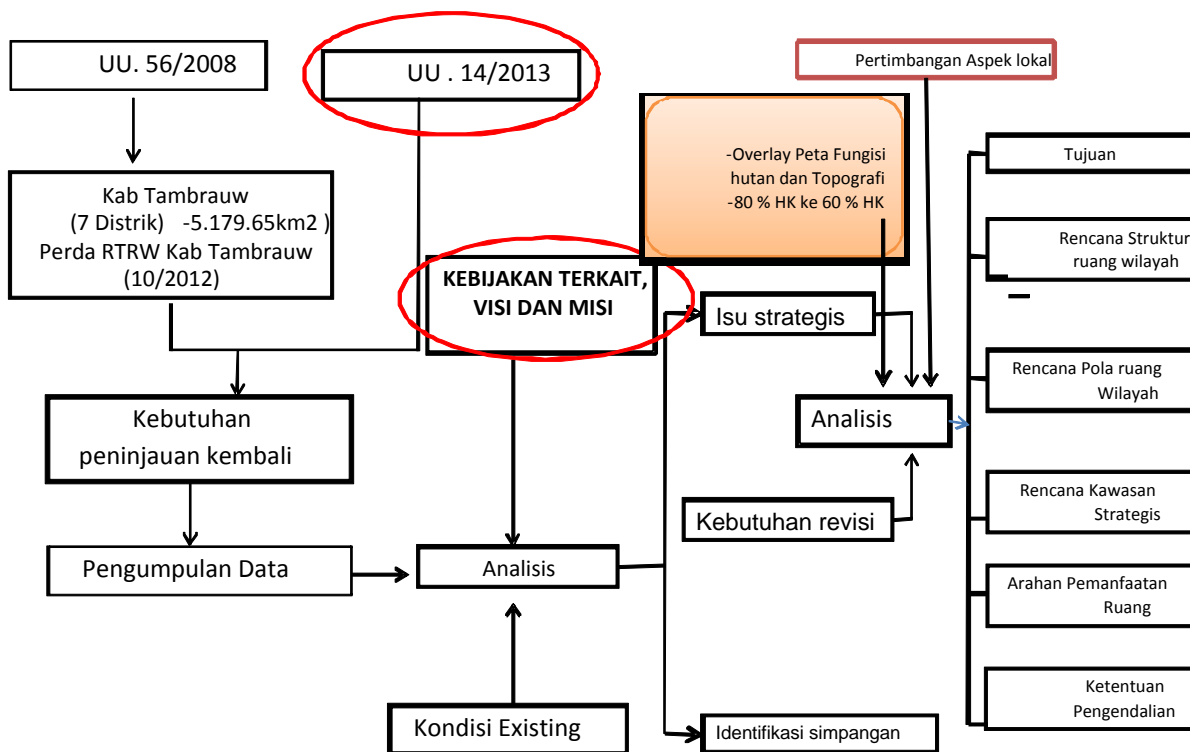 UU. 56/2008
UU . 14/2013
Pertimbangan Aspek lokal
Kab Tambrauw
(7 Distrik) -5.179.65km2 )
Perda RTRW Kab Tambrauw
(10/2012)
-Overlay Peta Fungisi
hutan dan Topografi
-80 % HK ke 60 % HK
KEBIJAKAN TERKAIT,
VISI DAN MISI
Isu strategis
Kebutuhan
peninjauan kembali
Analisis
Kebutuhan revisi
Pengumpulan Data
Analisis
Kondisi Existing
Identifikasi simpangan
Tujuan
Rencana Struktur
ruang wilayah
Rencana Pola ruang
Wilayah
Rencana Kawasan
Strategis
Arahan Pemanfaatan
Ruang
Ketentuan
Pengendalian